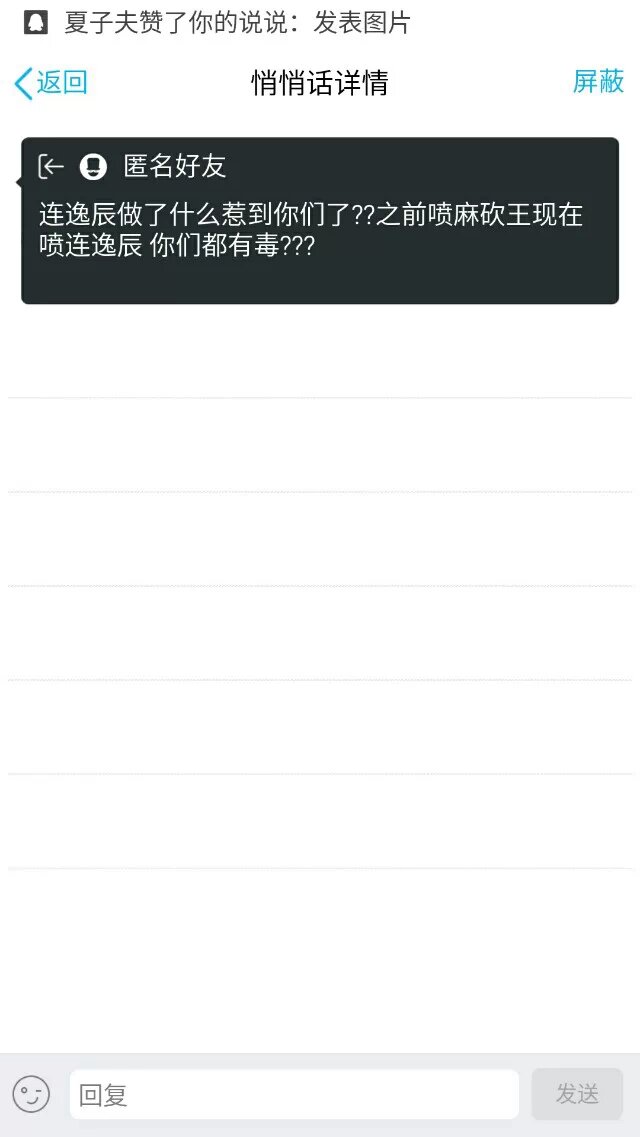 夏子夫赞了你的说说：发表图片
返回
悄悄话详情
屏蔽
匿名好友
连逸辰做了什么惹到你们了??之前喷麻砍王现在
喷连逸辰 你们都有毒???
回复
发送